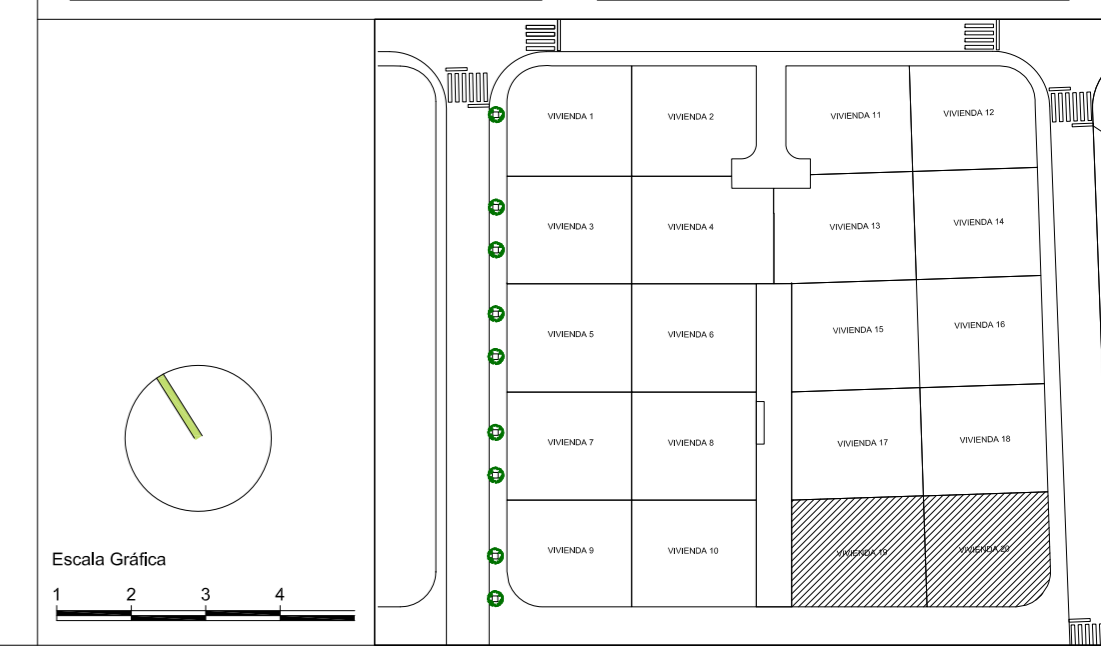 VIVIENDA 1
VIVIENDA 2
VIVIENDA 11
VIVIENDA 12
VIVIENDA 3
VIVIENDA 4
VIVIENDA 13
VIVIENDA 14
VIVIENDA 5
VIVIENDA 6
VIVIENDA 15
VIVIENDA 16
VIVIENDA 7
VIVIENDA 8
VIVIENDA 17
VIVIENDA 18
VIVIENDA 9
VIVIENDA 10
VIVIENDA 19
VIVIENDA 20
Escala Gráfica
1 2 3 4